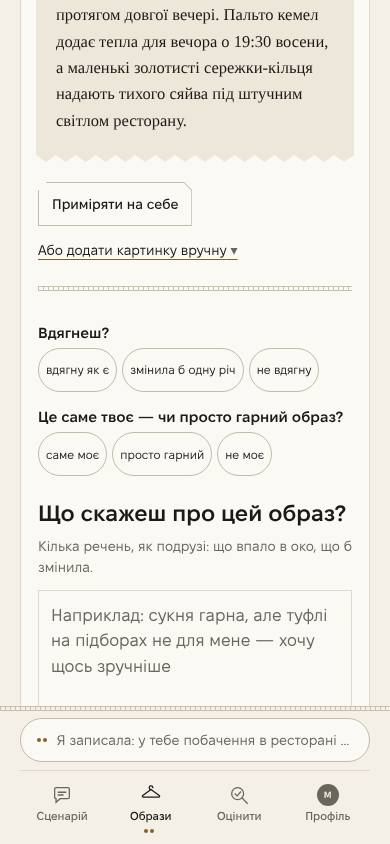 протягом довгої вечері. Пальто кемел
додає тепла для вечора о 19:30 восени,
а маленькі золотисті сережки-кільця
надають тихого сяйва під штучним
світлом ресторану.
Приміряти на себе
Або додати картинку вручну ▾
Вдягнеш?
вдягну як є
змінила б одну річ
не вдягну
Це саме твоє — чи просто гарний образ?
саме моє
просто гарний
не моє
Що скажеш про цей образ?
Кілька речень, як подрузі: що впало в око, що б
змінила.
Наприклад: сукня гарна, але туфлі
на підборах не для мене — хочу
щось зручніше
Я записала: у тебе побачення в ресторані ...
Сценарій
Образи
Оцінити
М
Профіль